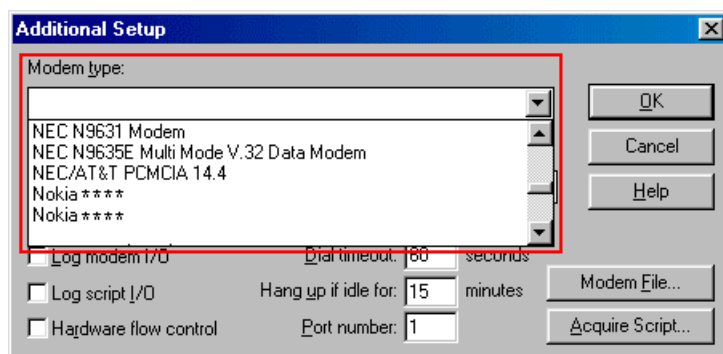 Additional Setup
Modem type:
NEC N9631 Modem
NEC N9635E Multi Mode V.32 Data Modem
NEC/AT&T PCMCIA 14.4
Nokia ****
Nokia ****
OK
Cancel
Help
Log modem I/O
Dial timeout: 60 seconds
Log script I/O
Hang up if idle for: 15 minutes
Hardware flow control
Port number: 1
Modem File...
Acquire Script...